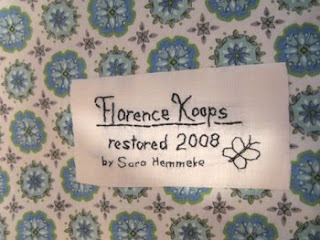 Florence Koops
restored 2008
by Sara Hemmeke